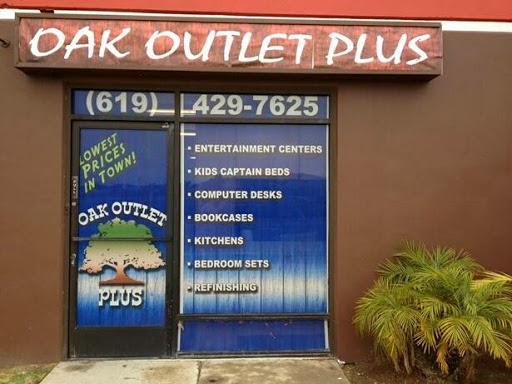 OAK OUTLET PLUS
(619) 429-7625
LOWEST
PRICES
IN TOWN!
OAK OUTLET
PLUS
▪ ENTERTAINMENT CENTERS
▪ KIDS CAPTAIN BEDS
▪ COMPUTER DESKS
▪ BOOKCASES
▪ KITCHENS
▪ BEDROOM SETS
▪ REFINISHING